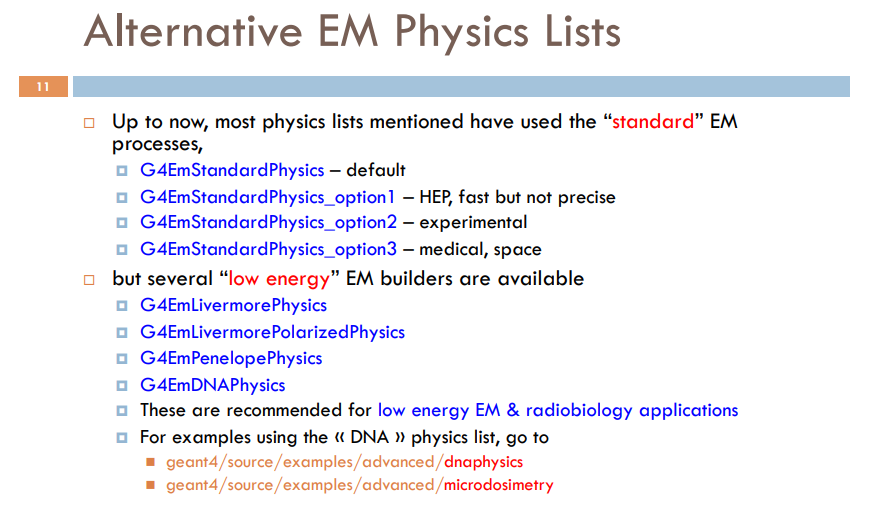 Alternative EM Physics Lists
11
Up to now, most physics lists mentioned have used the “standard” EM
processes,
G4EmStandardPhysics – default
G4EmStandardPhysics_option1 – HEP, fast but not precise
G4EmStandardPhysics_option2 – experimental
G4EmStandardPhysics_option3 – medical, space
but several “low energy” EM builders are available
G4EmLivermorePhysics
G4EmLivermorePolarizedPhysics
G4EmPenelopePhysics
G4EmDNAPhysics
These are recommended for low energy EM & radiobiology applications
For examples using the « DNA » physics list, go to
geant4/source/examples/advanced/dnaphysics
geant4/source/examples/advanced/microdosimetry